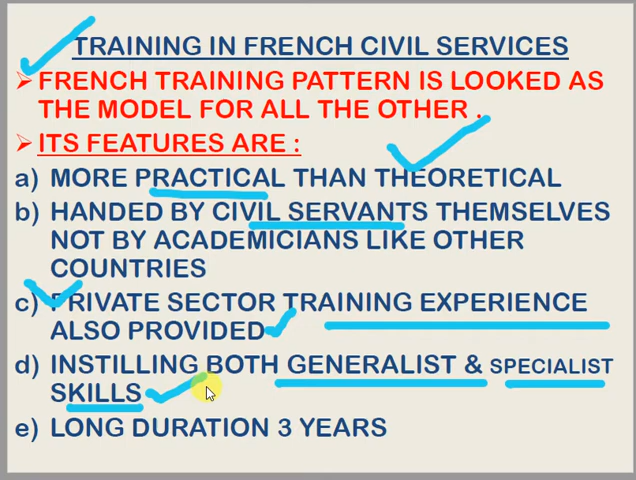 TRAINING IN FRENCH CIVIL SERVICES
➢ FRENCH TRAINING PATTERN IS LOOKED AS
THE MODEL FOR ALL THE OTHER .
➢ ITS FEATURES ARE :
a) MORE PRACTICAL THAN THEORETICAL
b) HANDED BY CIVIL SERVANTS THEMSELVES
NOT BY ACADEMICIANS LIKE OTHER
COUNTRIES
c) PRIVATE SECTOR TRAINING EXPERIENCE
ALSO PROVIDED
d) INSTILLING BOTH GENERALIST & SPECIALIST
SKILLS
e) LONG DURATION 3 YEARS